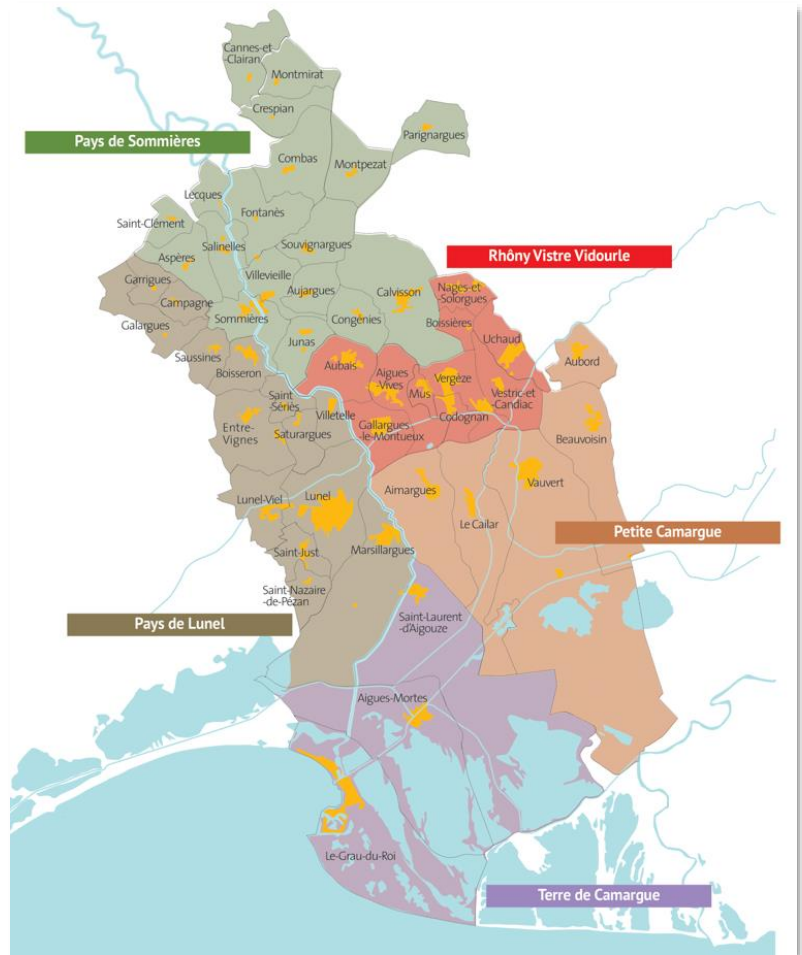 Cannes-et
-Clairan
Montmirat
Crespian
Parignargues
Pays de Sommières
Combas
Montpezat
Lecques
Fontanès
Saint-Clément
Salinelles
Souvignargues
Aspères
Rhôny Vistre Vidourle
Villevieille
Garrigues
Aujargues
Calvisson
Nages-et
-Solorgues
Campagne
Sommières
Congénies
Boissières
Galargues
Junas
Uchaud
Saussines
Aubais
Aubord
Boisseron
Aigues
-Vives
Vergèze
Mus
Vestric-et
-Candiac
Saint
-Sériès
Villetelle
Codognan
Entre-
Vignes
Saturargues
Gallargues
-le-Montueux
Beauvoisin
Vauvert
Aimargues
Lunel-Viel
Lunel
Le Cailar
Petite Camargue
Marsillargues
Saint-Just
Saint-Nazaire
-de-Pézan
Saint-Laurent
-d'Aigouze
Pays de Lunel
Aigues-Mortes
Le-Grau-du-Roi
Terre de Camargue